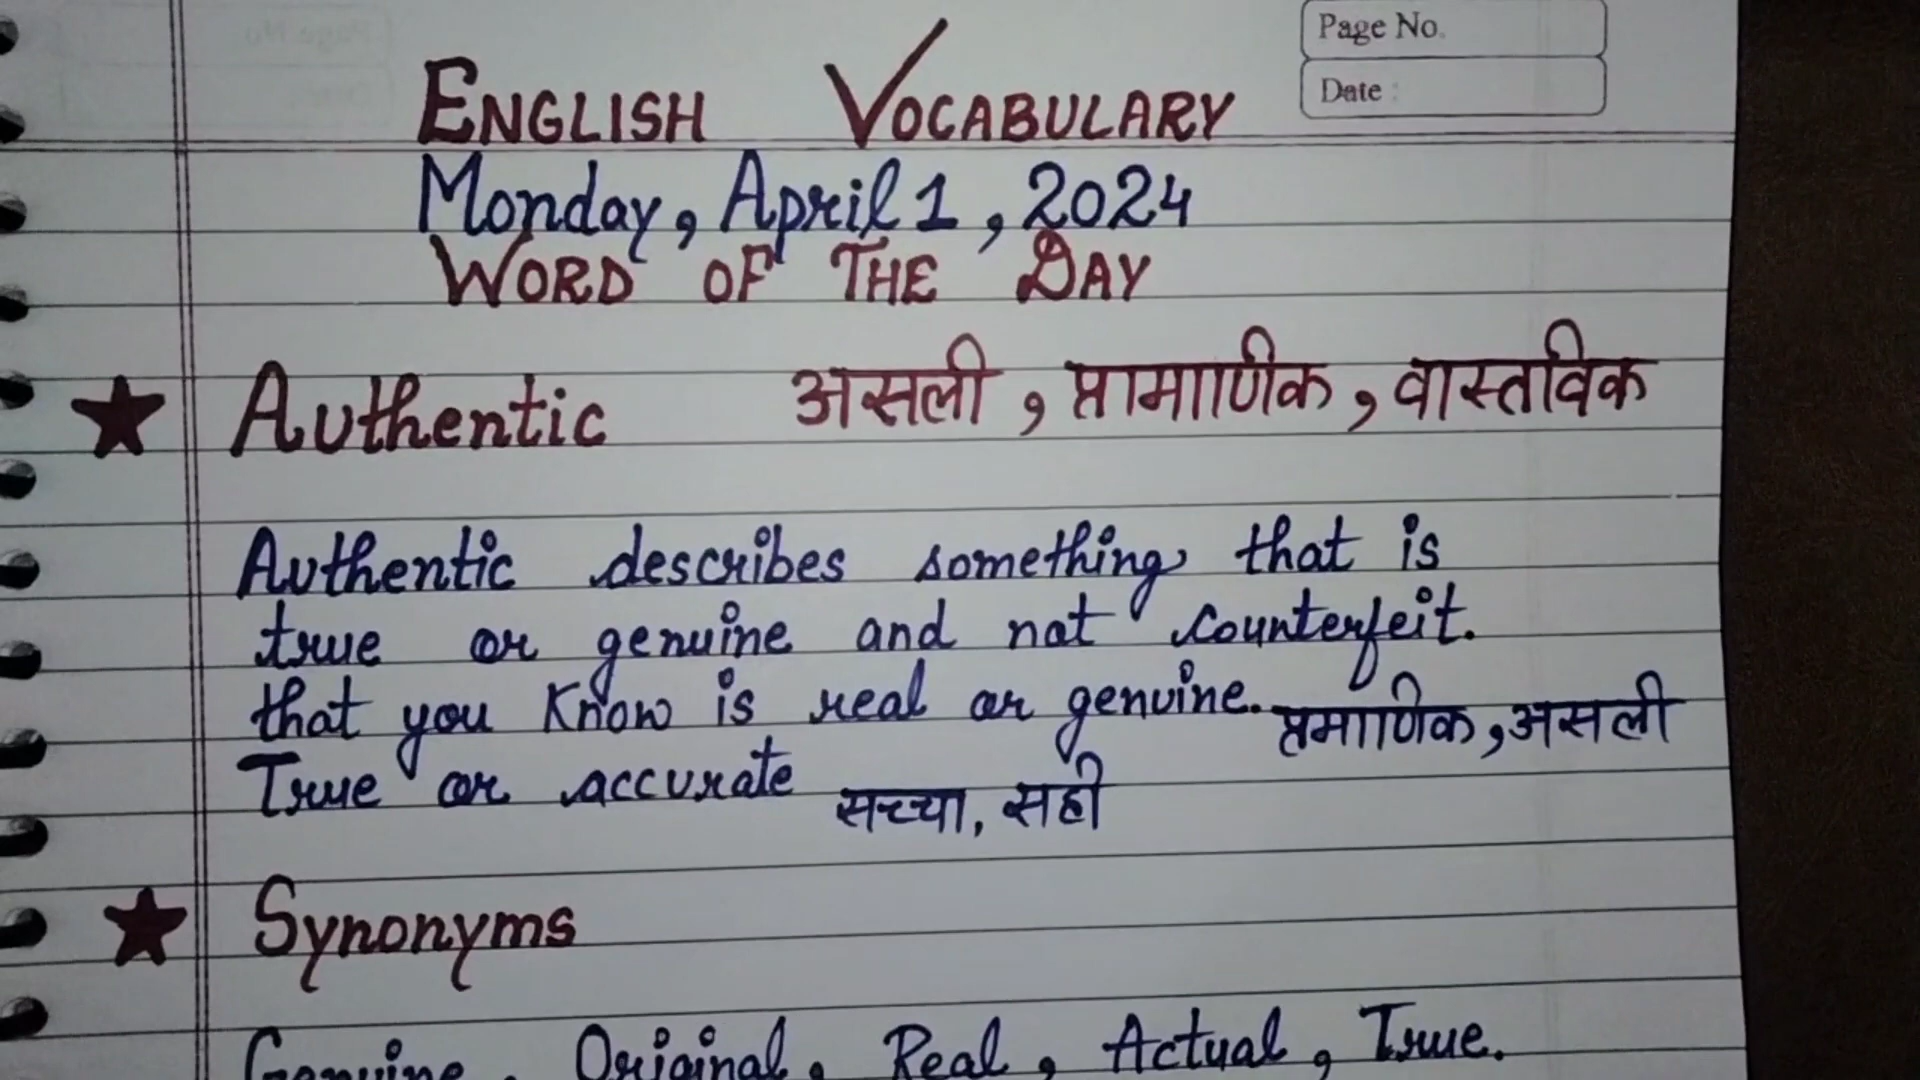 Page No.
Date :
ENGLISH VOCABULARY
Monday, April 1, 2024
WORD OF THE DAY
★ Authentic असली, प्रामाणिक, वास्तविक
Authentic describes something that is
true or genuine and not counterfeit.
that you know is real or genuine. प्रमाणिक, असली
True or accurate सच्चा, सही
★ Synonyms
Genuine, Original, Real, Actual, True.